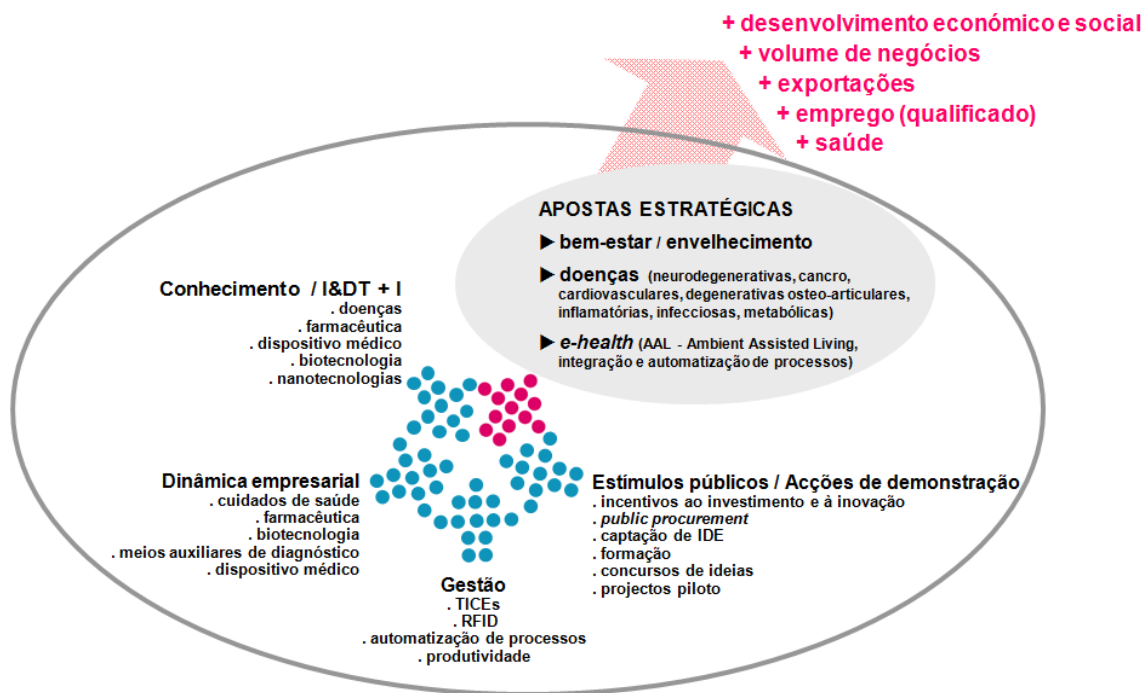 + desenvolvimento económico e social
+ volume de negócios
+ exportações
+ emprego (qualificado)
+ saúde
APOSTAS ESTRATÉGICAS
► bem-estar / envelhecimento
► doenças (neurodegenerativas, cancro,
cardiovasculares, degenerativas osteo-articulares,
inflamatórias, infecciosas, metabólicas)
► e-health (AAL - Ambient Assisted Living,
integração e automatização de processos)
Conhecimento / I&DT + I
. doenças
. farmacêutica
. dispositivo médico
. biotecnologia
. nanotecnologias
Dinâmica empresarial
. cuidados de saúde
. farmacêutica
. biotecnologia
. meios auxiliares de diagnóstico
. dispositivo médico
Estímulos públicos / Acções de demonstração
. incentivos ao investimento e à inovação
. public procurement
. captação de IDE
. formação
. concursos de ideias
. projectos piloto
Gestão
. TICEs
. RFID
. automatização de processos
. produtividade